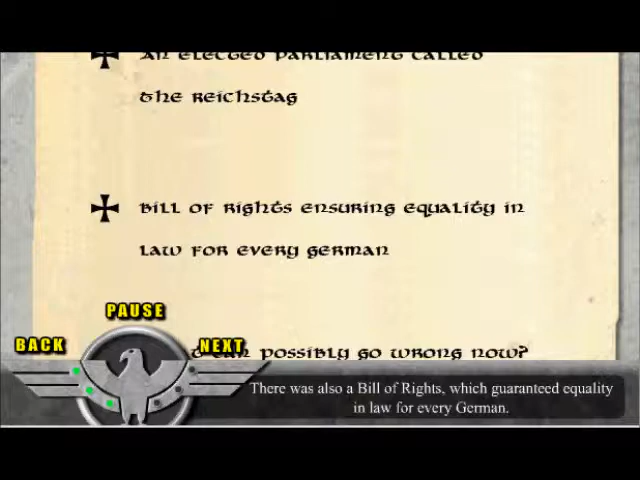 AN ELECTED PARLIAMENT CALLED
THE REICHSTAG
BILL OF RIGHTS ENSURING EQUALITY IN
LAW FOR EVERY GERMAN
PAUSE
BACK
NEXT
CAN POSSIBLY GO WRONG NOW?
There was also a Bill of Rights, which guaranteed equality
in law for every German.